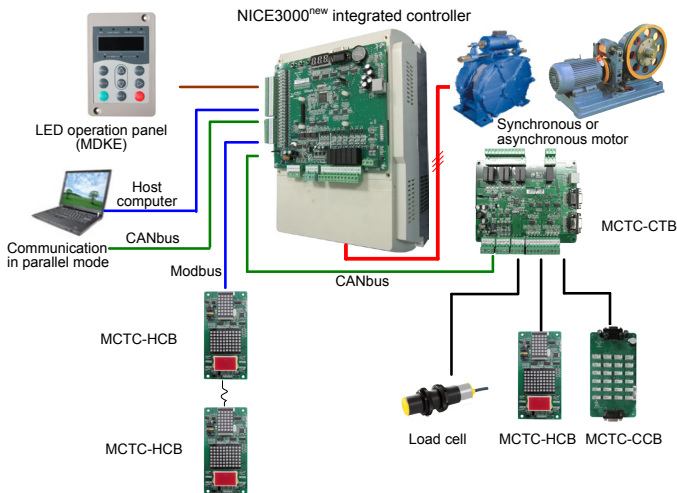 NICE3000new integrated controller
LED operation panel
(MDKE)
Synchronous or
asynchronous motor
Host
computer
MCTC-CTB
Communication
in parallel mode
CANbus
Modbus
CANbus
MCTC-HCB
MCTC-HCB
Load cell
MCTC-HCB
MCTC-CCB